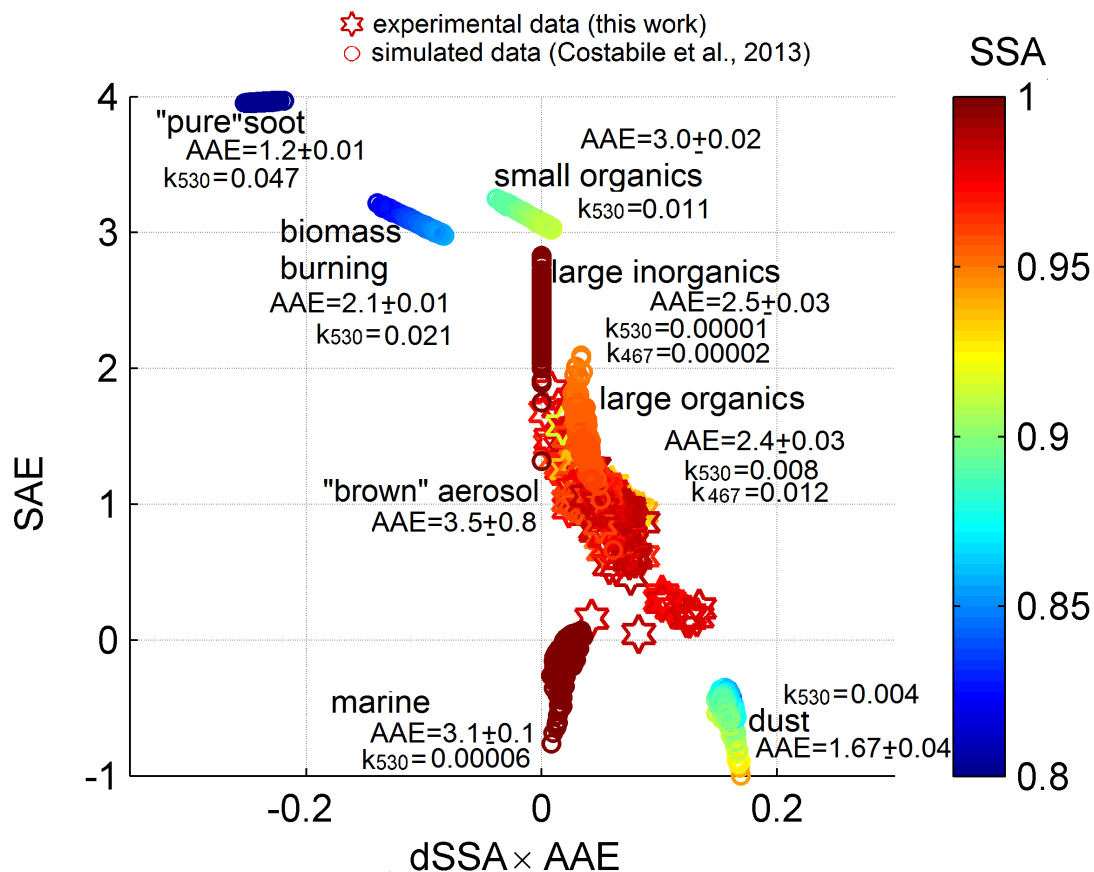 experimental data (this work)
simulated data (Costabile et al., 2013)
SSA
4
3
2
1
0
-1
SAE
"pure"soot
AAE=1.2±0.01
k530=0.047
AAE=3.0±0.02
small organics
k530=0.011
biomass
burning
AAE=2.1±0.01
k530=0.021
large inorganics
AAE=2.5±0.03
k530=0.00001
k467=0.00002
large organics
AAE=2.4±0.03
k530=0.008
k467=0.012
"brown" aerosol
AAE=3.5±0.8
marine
AAE=3.1±0.1
k530=0.00006
k530=0.004
dust
AAE=1.67±0.04
-0.2 0 0.2
dSSA × AAE
1
0.95
0.9
0.85
0.8